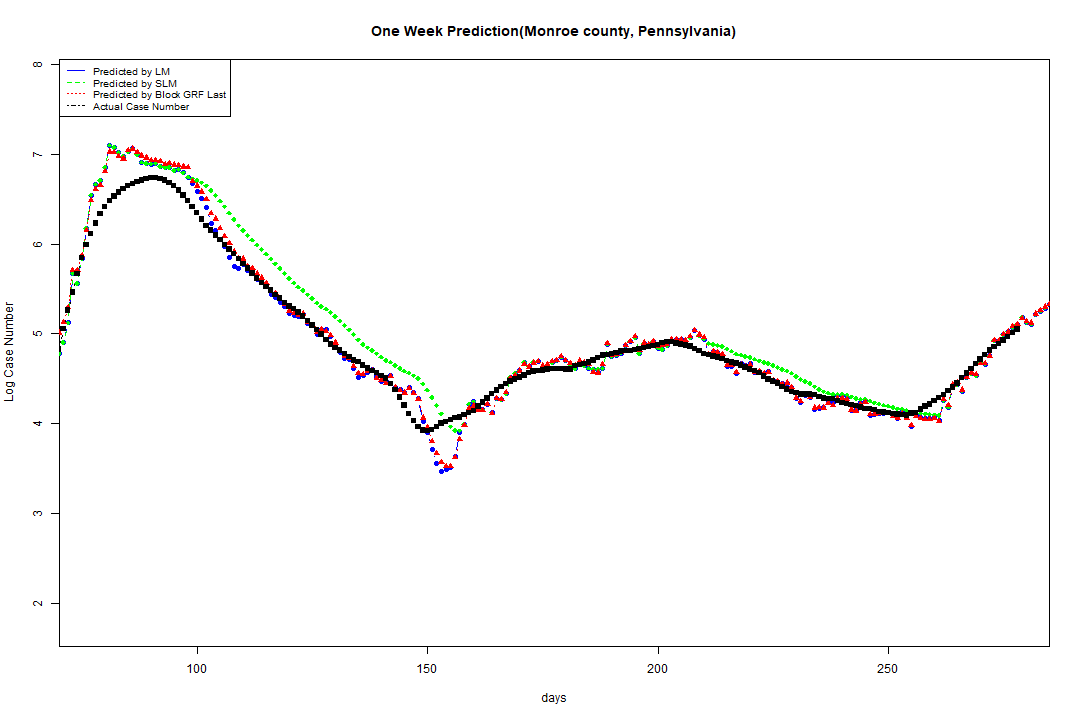 One Week Prediction(Monroe county, Pennsylvania)
Predicted by LM
Predicted by SLM
Predicted by Block GRF Last
Actual Case Number
8
7
6
5
4
3
2
Log Case Number
100 150 200 250
days